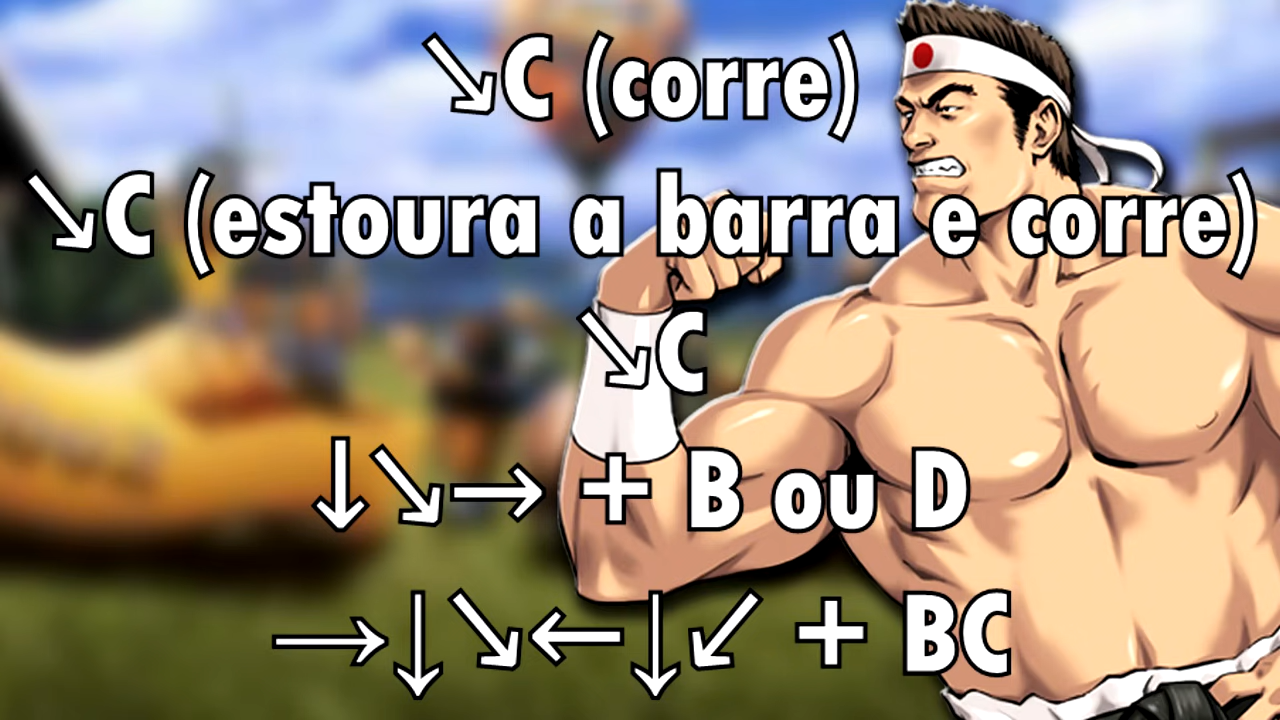 ↘C (corre)
↘C (estoura a barra e corre)
↘C
↓↘→ + B ou D
→↓↘←↓↙ + BC